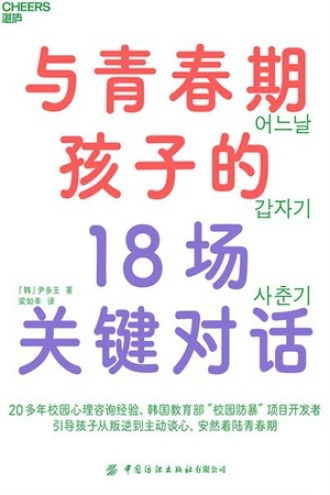 CHEERS
湛庐
与青春期
어느날
孩子的
갑자기
18场
사춘기
关键对话
「韩」尹多玉 著
梁如幸 译
20多年校园心理咨询经验、韩国教育部“校园防暴”项目开发者
引导孩子从叛逆到主动谈心，安然着陆青春期
中国纺织出版社有限公司